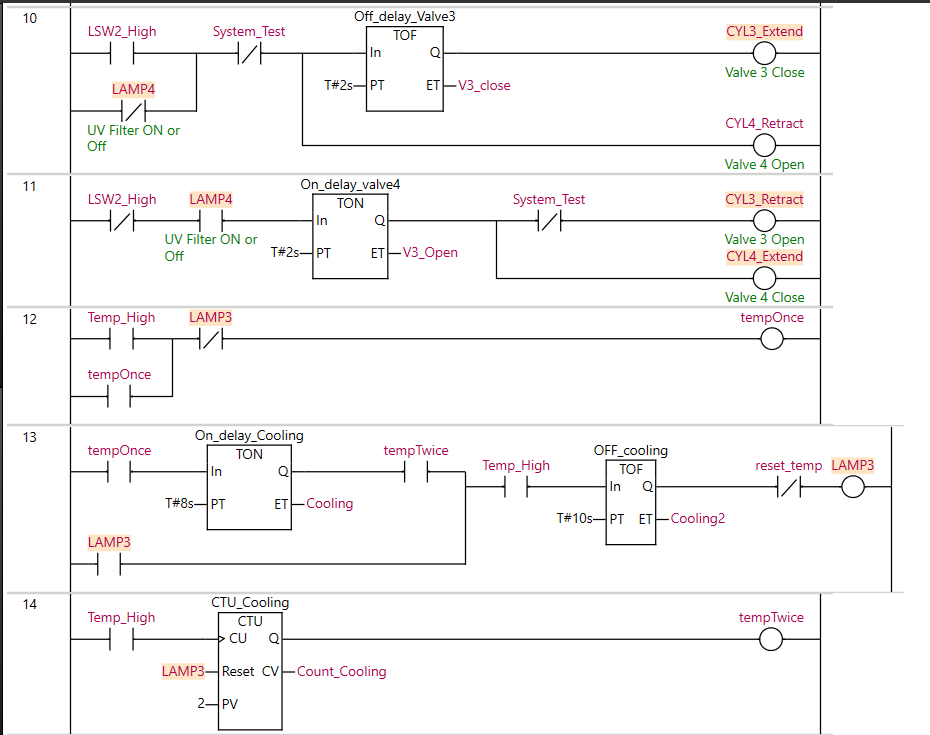 10
Off_delay_Valve3
LSW2_High
System_Test
TOF
CYL3_Extend
In
Q
Valve 3 Close
LAMP4
T#2s
PT
ET
V3_close
UV Filter ON or
Off
CYL4_Retract
Valve 4 Open
11
On_delay_valve4
LSW2_High
LAMP4
TON
System_Test
CYL3_Retract
In
Q
UV Filter ON or
Off
Valve 3 Open
T#2s
PT
ET
V3_Open
CYL4_Extend
Valve 4 Close
12
Temp_High
LAMP3
tempOnce
tempOnce
13
On_delay_Cooling
tempOnce
TON
tempTwice
OFF_cooling
In
Q
Temp_High
TOF
reset_temp
LAMP3
In
Q
T#8s
PT
ET
Cooling
T#10s
PT
ET
Cooling2
LAMP3
14
CTU_Cooling
Temp_High
CTU
tempTwice
CU
Q
LAMP3
Reset
CV
Count_Cooling
2
PV